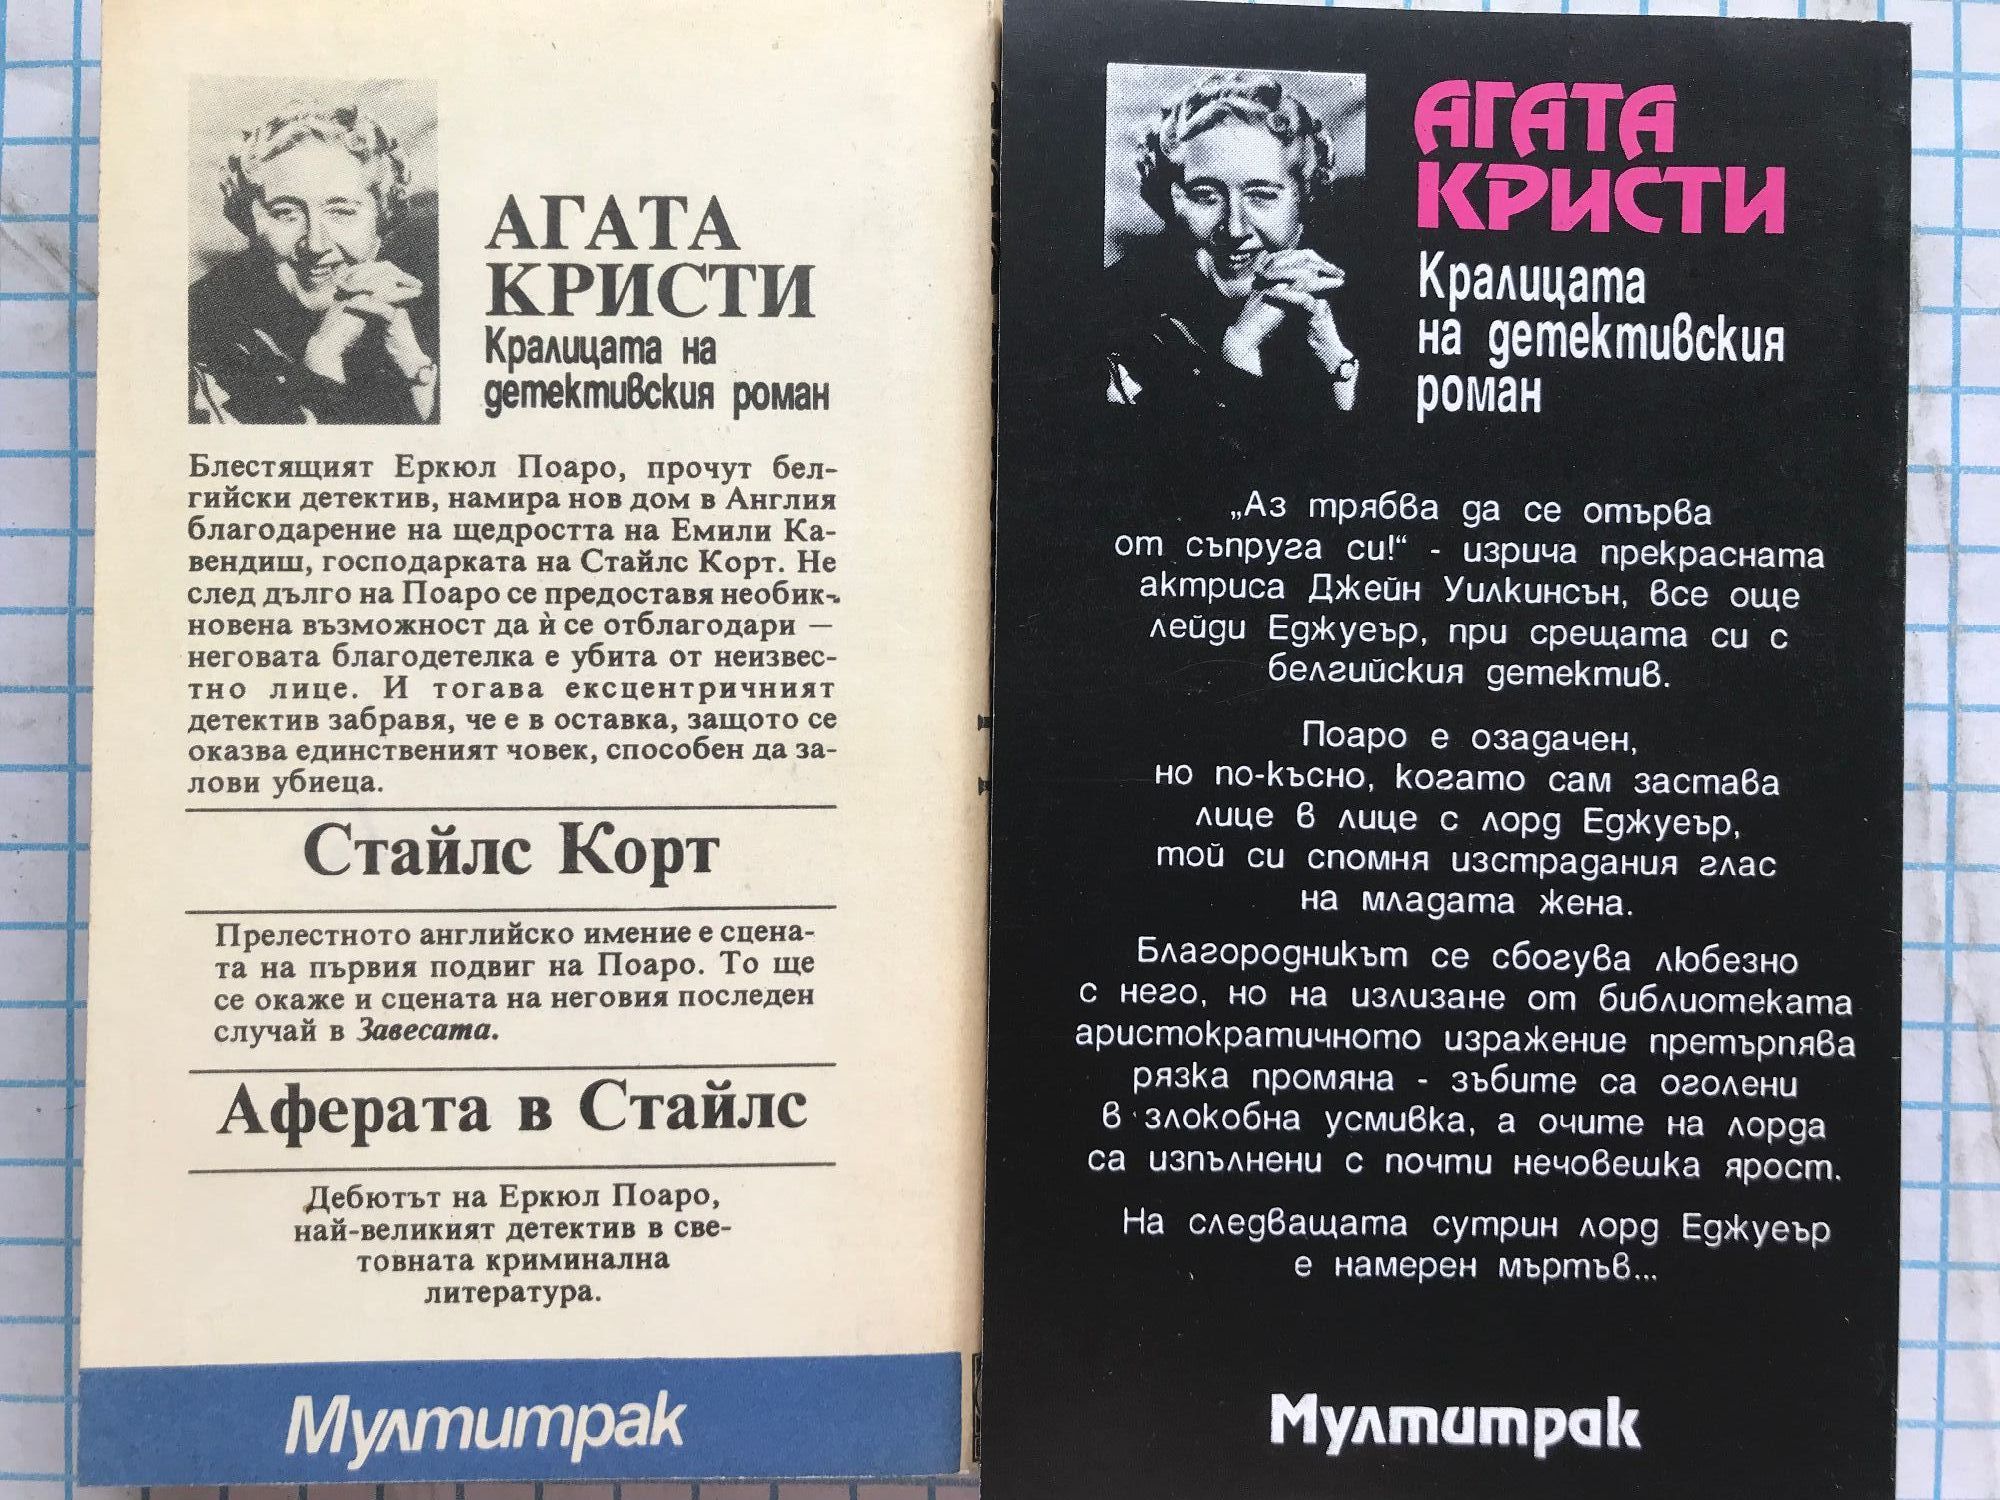 АГАТА
КРИСТИ
Кралицата на
детективския роман
Блестящият Еркюл Поаро, прочут бел-
гийски детектив, намира нов дом в Англия
благодарение на щедростта на Емили Ка-
вендиш, господарката на Стайлс Корт. Не
след дълго на Поаро се предоставя необик-
новена възможност да ѝ се отблагодари —
неговата благодетелка е убита от неизвес-
тно лице. И тогава ексцентричният
детектив забравя, че е в оставка, защото се
оказва единственият човек, способен да за-
лови убиеца.
Стайлс Корт
Прелестното английско имение е сцена-
та на първия подвиг на Поаро. То ще
се окаже и сцената на неговия последен
случай в Завесата.
Аферата в Стайлс
Дебютът на Еркюл Поаро,
най-великият детектив в све-
товната криминална
литература.
Мултитрак
АГАТА
КРИСТИ
Кралицата
на детективския
роман
„Аз трябва да се отърва
от съпруга си!“ - изрича прекрасната
актриса Джейн Уилкинсън, все още
лейди Еджуеър, при срещата си с
белгийския детектив.
Поаро е озадачен,
но по-късно, когато сам застава
лице в лице с лорд Еджуеър,
той си спомня изстрадания глас
на младата жена.
Благородникът се сбогува любезно
с него, но на излизане от библиотеката
аристократичното изражение претърпява
рязка промяна - зъбите са оголени
в злокобна усмивка, а очите на лорда
са изпълнени с почти нечовешка ярост.
На следващата сутрин лорд Еджуеър
е намерен мъртъв...
Мултитрак